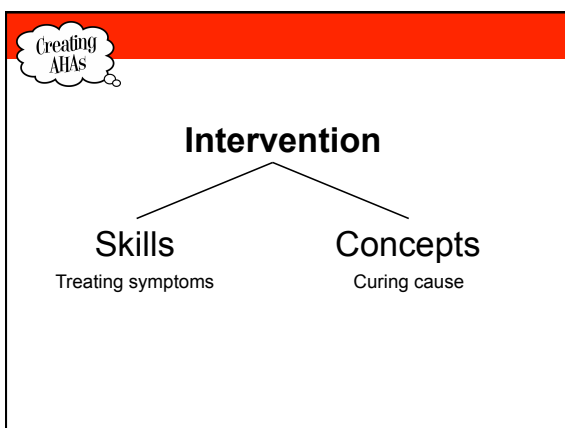 Creating
AHAs
Intervention
Skills
Concepts
Treating symptoms
Curing cause